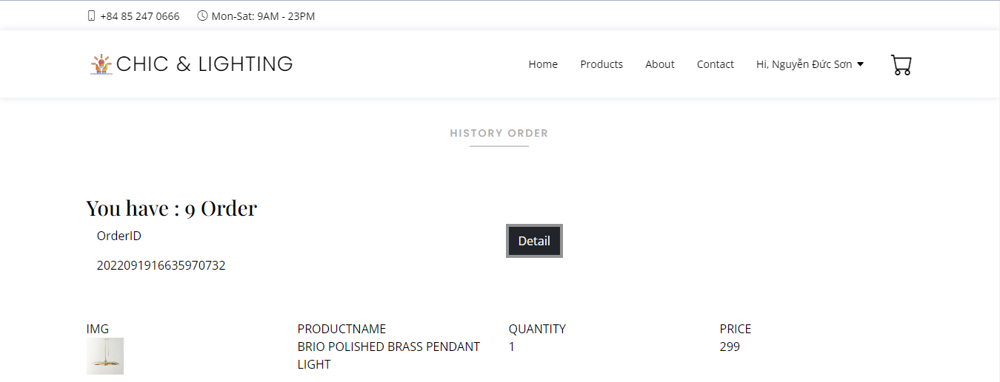 +84 85 247 0666 Mon-Sat: 9AM - 23PM
CHIC & LIGHTING Home Products About Contact Hi, Nguyễn Đức Sơn
HISTORY ORDER
You have : 9 Order
OrderID Detail
2022091916635970732
IMG PRODUCTNAME QUANTITY PRICE
BRIO POLISHED BRASS PENDANT 1 299
LIGHT